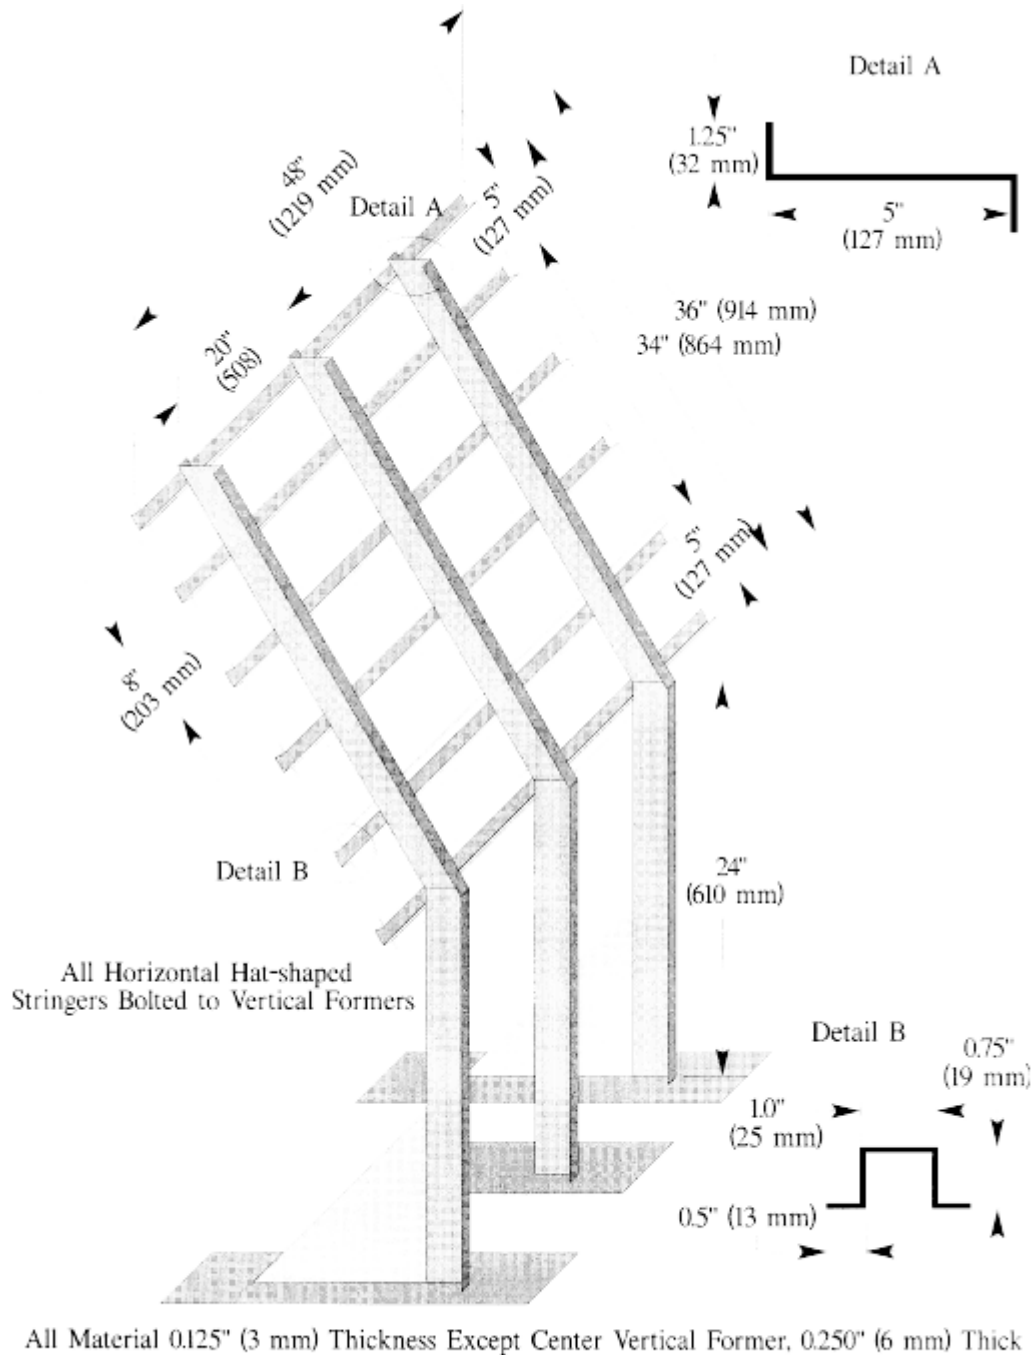 Detail A
1.25"
(32 mm)
5"
(127 mm)
48"
(1219 mm)
Detail A
5"
(127 mm)
36" (914 mm)
34" (864 mm)
20"
(508)
5"
(127 mm)
8"
(203 mm)
24"
(610 mm)
Detail B
All Horizontal Hat-shaped
Stringers Bolted to Vertical Formers
Detail B
0.75"
(19 mm)
1.0"
(25 mm)
0.5" (13 mm)
All Material 0.125" (3 mm) Thickness Except Center Vertical Former, 0.250" (6 mm) Thick